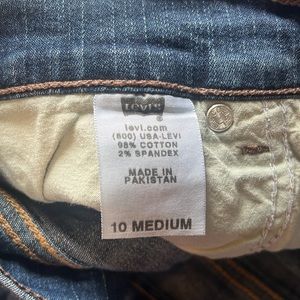 Levi's
levi.com
(800) USA-LEVI
98% COTTON
2% SPANDEX
MADE IN
PAKISTAN
10 MEDIUM